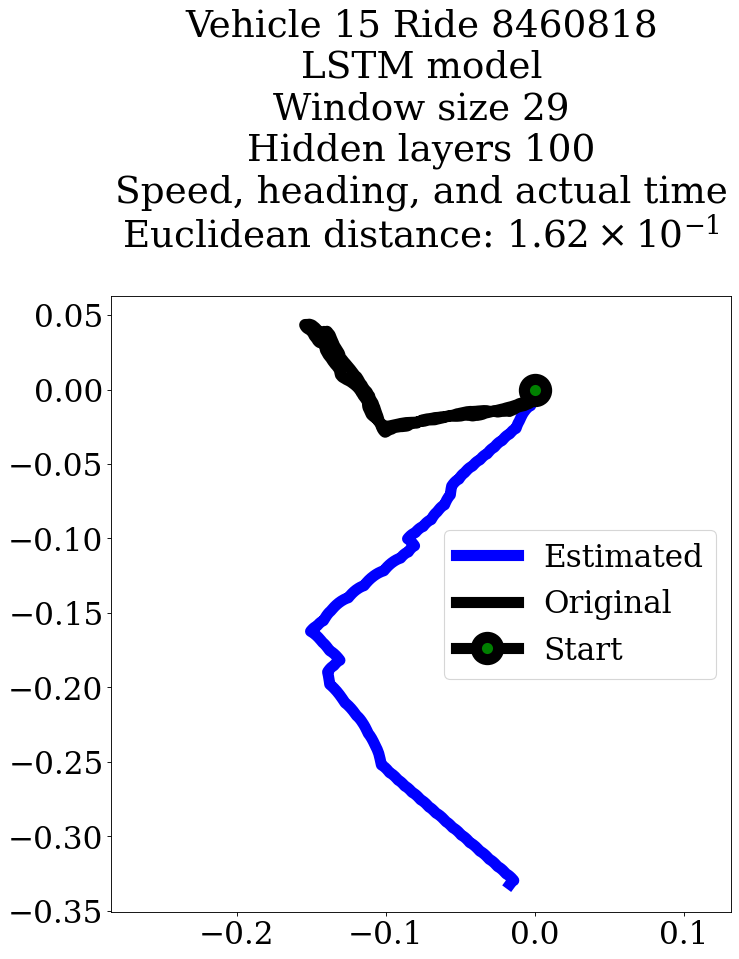 Vehicle 15 Ride 8460818
LSTM model
Window size 29
Hidden layers 100
Speed, heading, and actual time
Euclidean distance: 1.62 × 10⁻¹
0.05
0.00
−0.05
−0.10
−0.15
−0.20
−0.25
−0.30
−0.35
Estimated
Original
Start
−0.2 −0.1 0.0 0.1